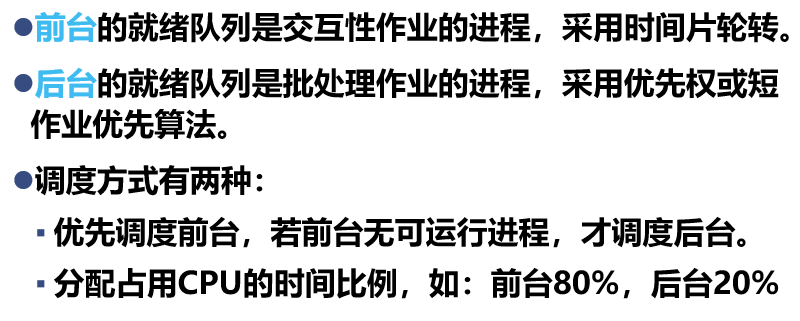 ●前台的就绪队列是交互性作业的进程，采用时间片轮转。
●后台的就绪队列是批处理作业的进程，采用优先权或短
作业优先算法。
●调度方式有两种：
▪ 优先调度前台，若前台无可运行进程，才调度后台。
▪ 分配占用CPU的时间比例，如：前台80%，后台20%